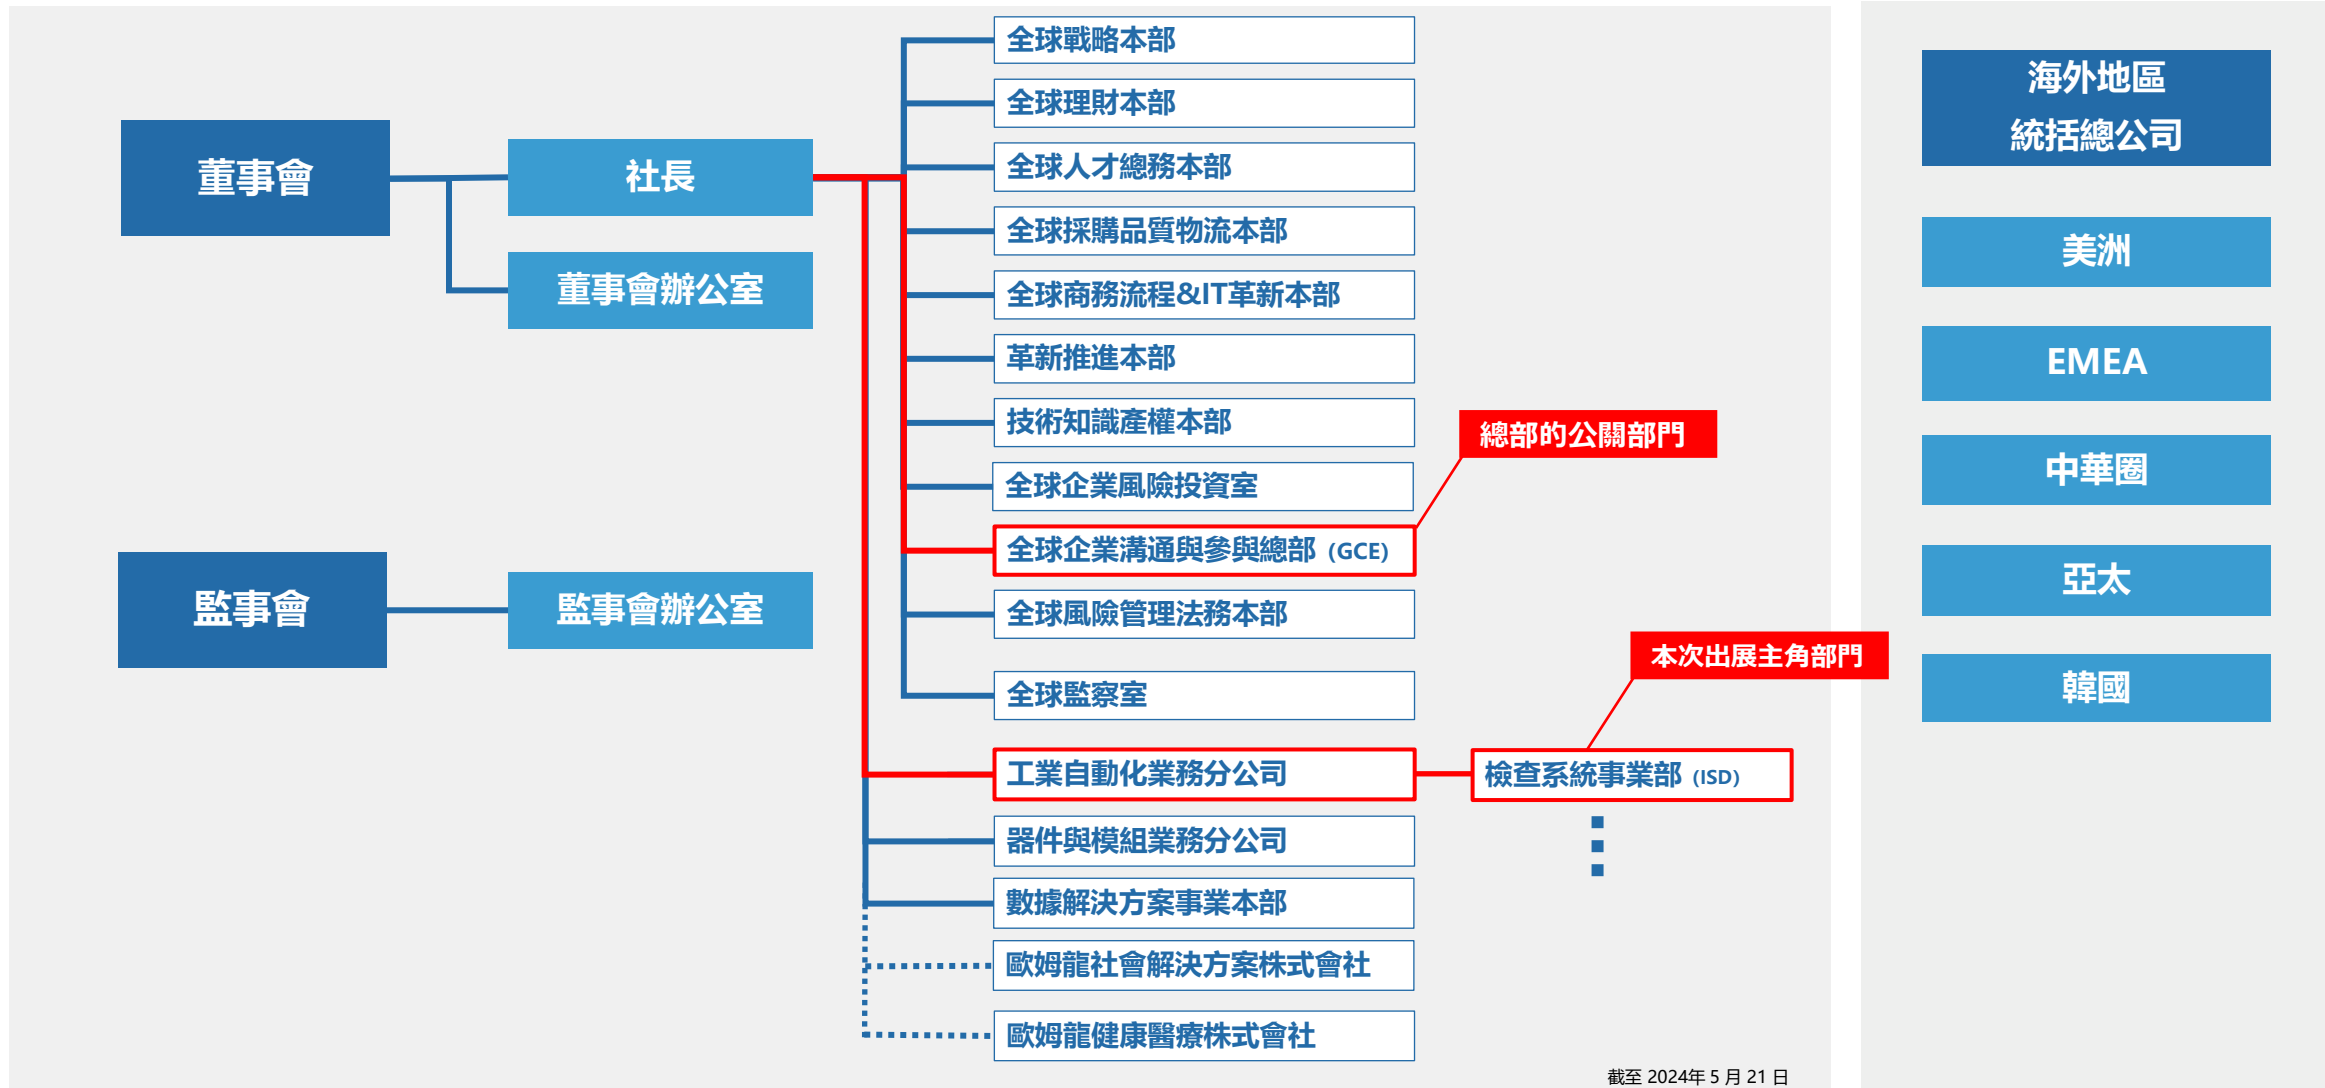 董事會
社長
董事會辦公室
監事會
監事會辦公室
全球戰略本部
全球理財本部
全球人才總務本部
全球採購品質物流本部
全球商務流程&IT革新本部
革新推進本部
技術知識產權本部
全球企業風險投資室
總部的公關部門
全球企業溝通與參與總部 (GCE)
全球風險管理法務本部
全球監察室
本次出展主角部門
工業自動化業務分公司
檢查系統事業部 (ISD)
器件與模組業務分公司
數據解決方案事業本部
歐姆龍社會解決方案株式會社
歐姆龍健康醫療株式會社
截至 2024年 5 月 21 日
海外地區
統括總公司
美洲
EMEA
中華圈
亞太
韓國